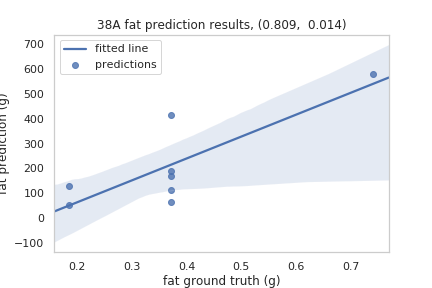 38A fat prediction results, (0.809, 0.014)
fitted line
predictions
700
600
500
400
300
200
100
0
−100
fat prediction (g)
0.2 0.3 0.4 0.5 0.6 0.7
fat ground truth (g)